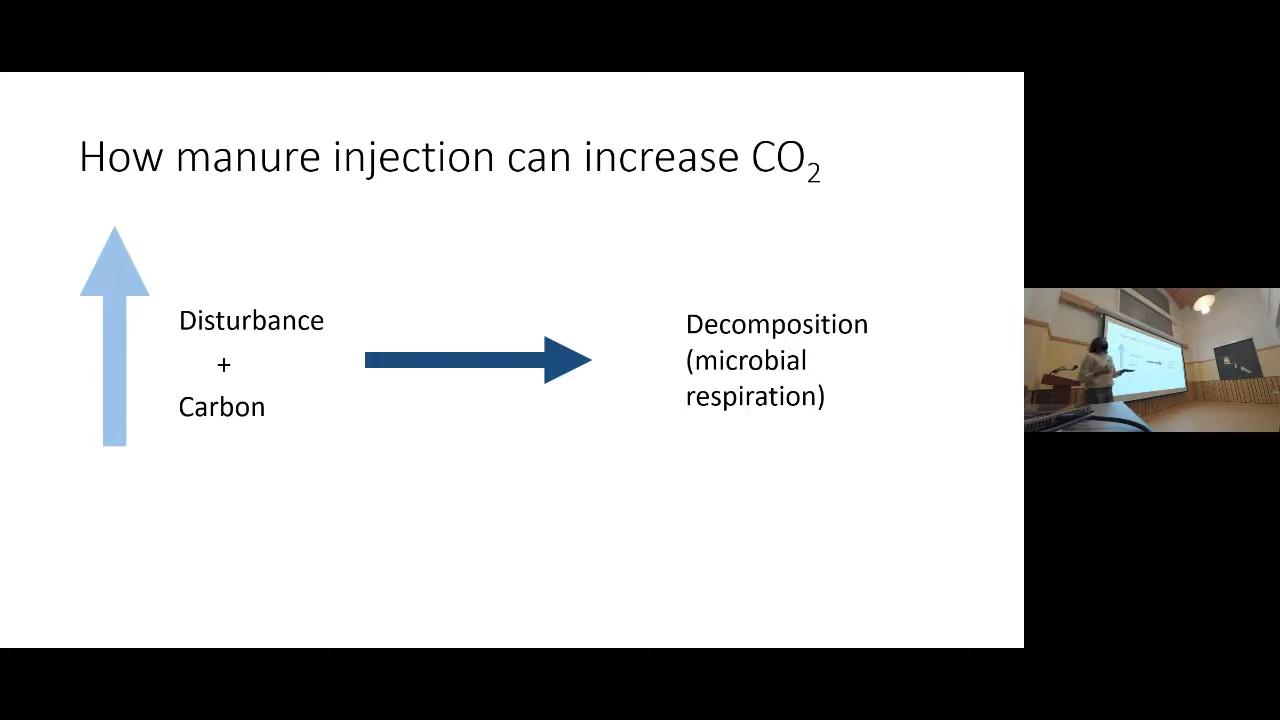 How manure injection can increase CO₂
Disturbance
+
Carbon
Decomposition
(microbial
respiration)